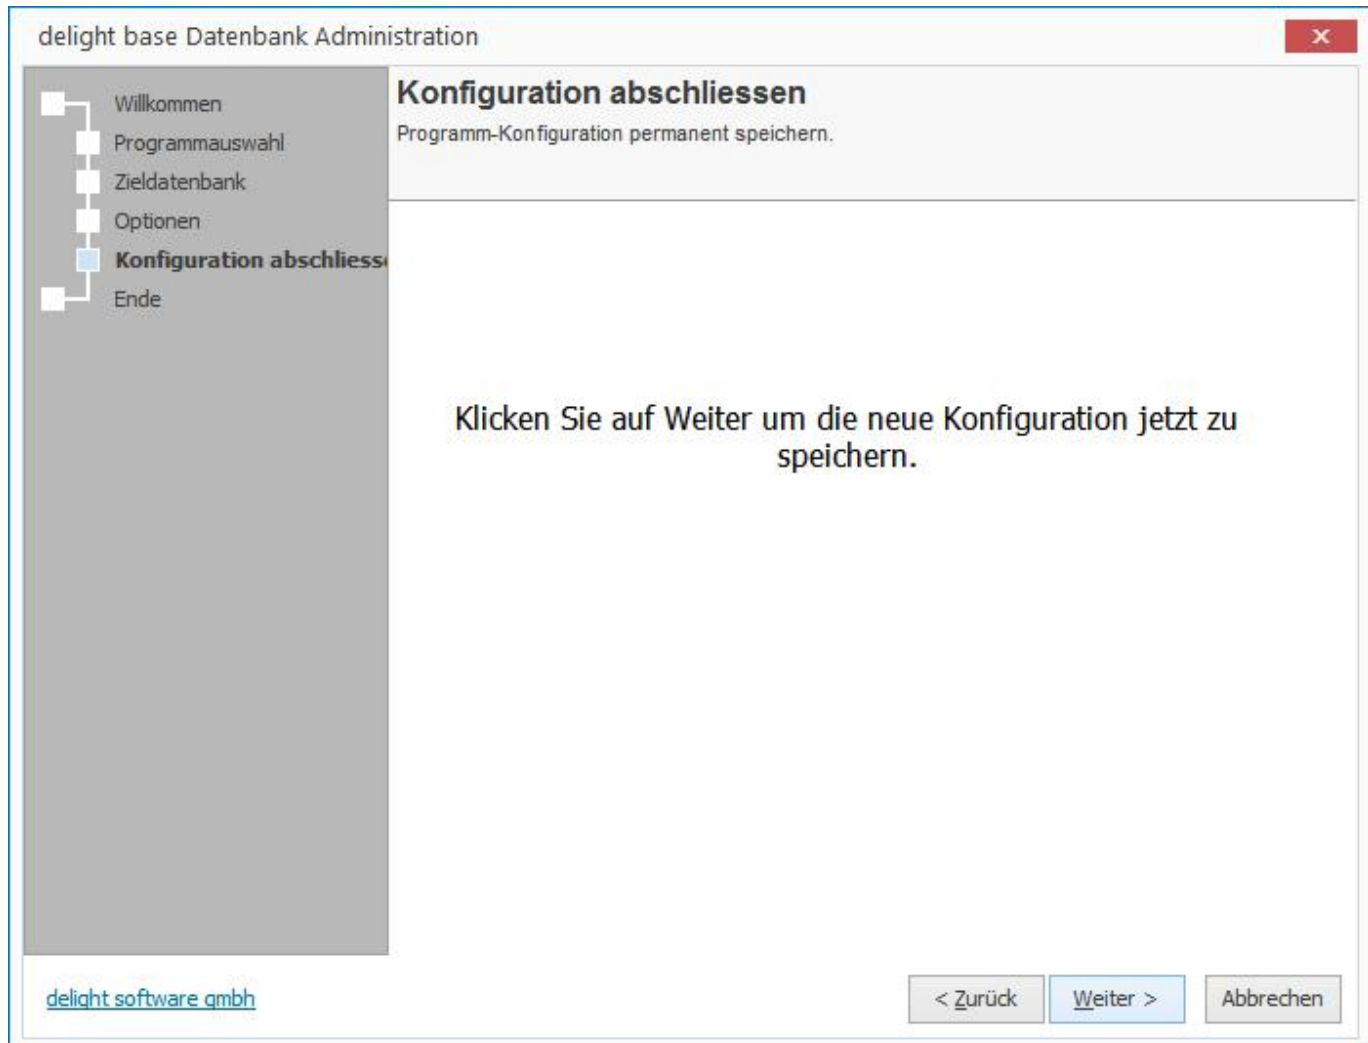 delight base Datenbank Administration
x
Willkommen
Programmauswahl
Zieldatenbank
Optionen
Konfiguration abschliess
Ende
Konfiguration abschliessen
Programm-Konfiguration permanent speichern.
Klicken Sie auf Weiter um die neue Konfiguration jetzt zu
speichern.
delight software gmbh
< Zurück
Weiter >
Abbrechen